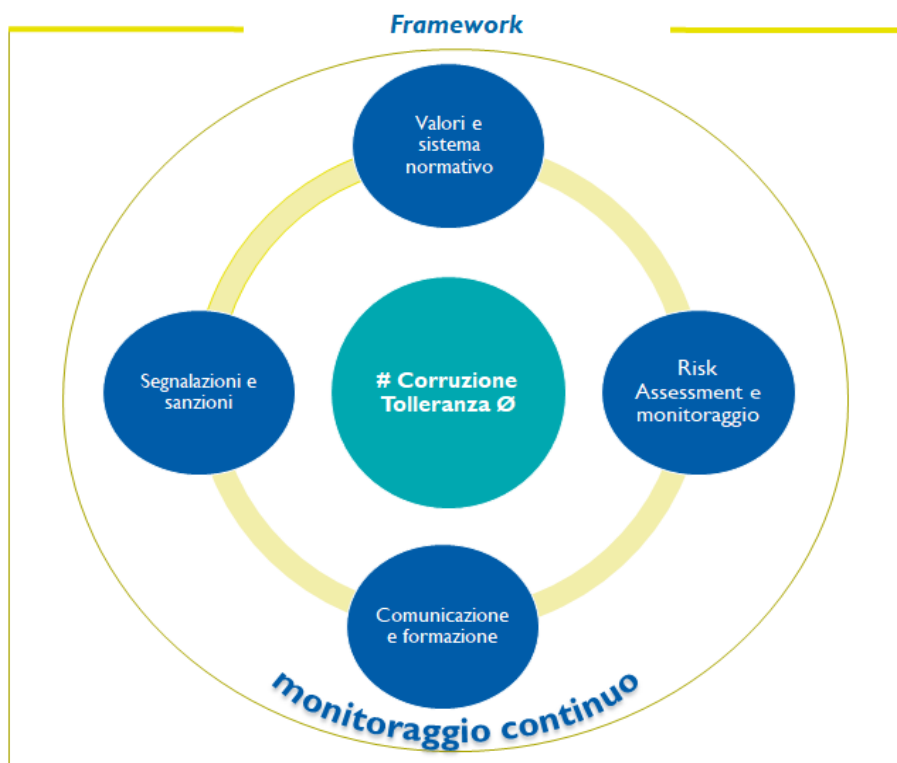 Framework
Valori e
sistema
normativo
Segnalazioni e
sanzioni
# Corruzione
Tolleranza Ø
Risk
Assessment e
monitoraggio
Comunicazione
e formazione
monitoraggio continuo